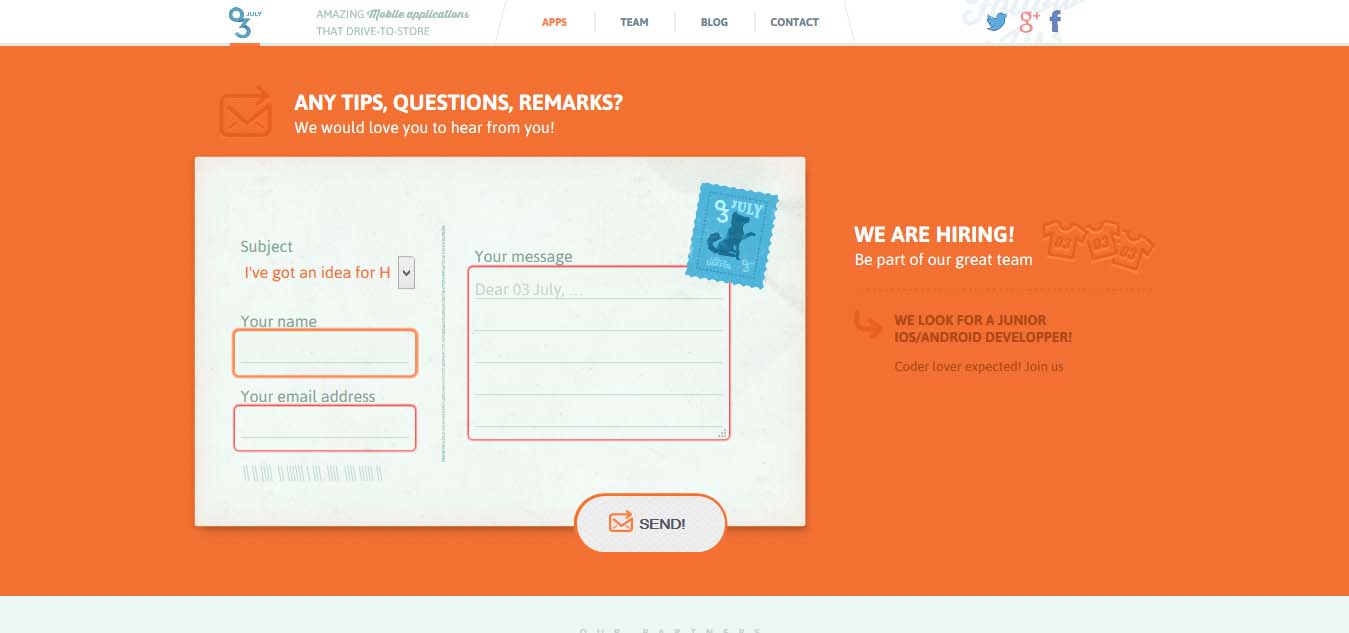 03 JULY
AMAZING Mobile applications
THAT DRIVE-TO-STORE
APPS
TEAM
BLOG
CONTACT
g+
f
ANY TIPS, QUESTIONS, REMARKS?
We would love you to hear from you!
Subject
I've got an idea for H
Your name
Your email address
Your message
Dear 03 July, ...
03 JULY
SEND!
WE ARE HIRING!
Be part of our great team
03 03 03
WE LOOK FOR A JUNIOR
IOS/ANDROID DEVELOPPER!
Coder lover expected! Join us
OUR PARTNERS